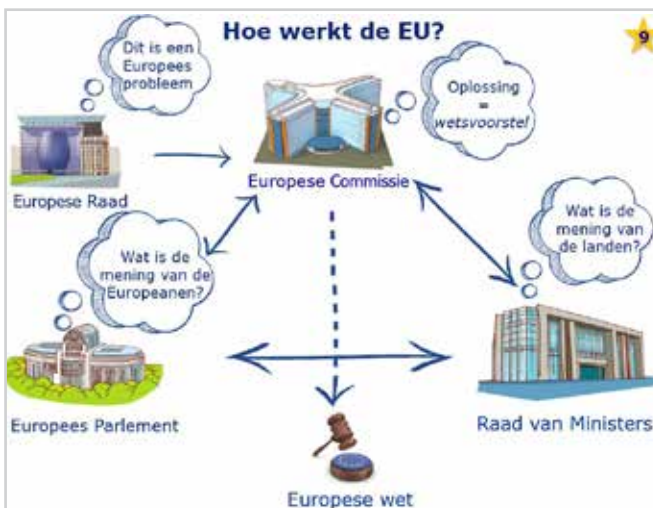 Hoe werkt de EU?
9
Dit is een
Europees
probleem
Oplossing
=
wetsvoorstel
Europese Raad
Europese Commissie
Wat is de
mening van
de landen?
Wat is de
mening van de
Europeanen?
Europees Parlement
Raad van Ministers
Europese wet